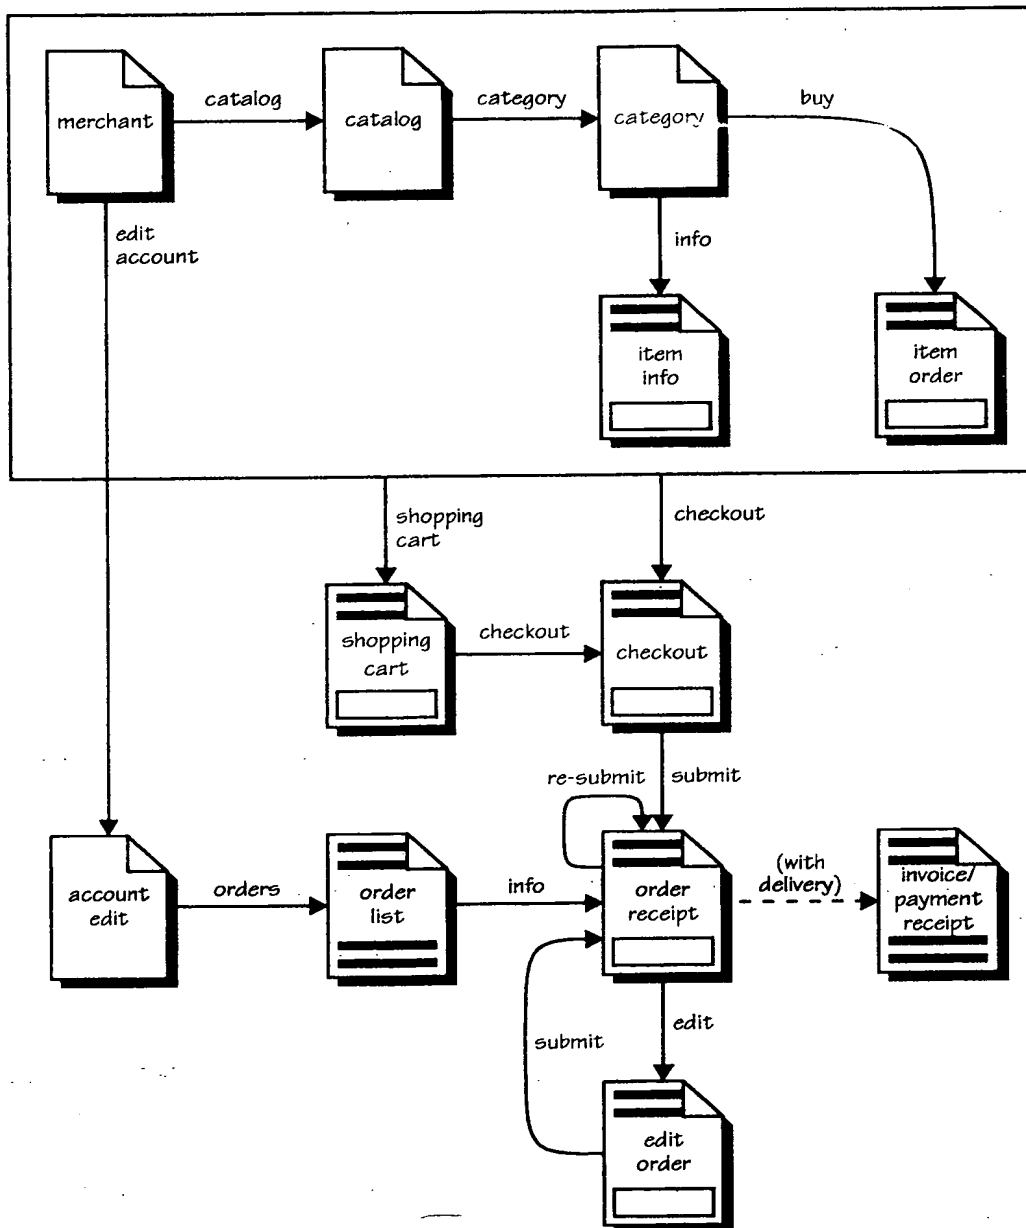 catalog
category
buy
merchant
catalog
category
edit
account
info
item
info
item
order
shopping
cart
checkout
shopping
cart
checkout
checkout
re-submit
submit
account
edit
orders
order
list
info
order
receipt
(with
delivery)
invoice/
payment
receipt
submit
edit
edit
order